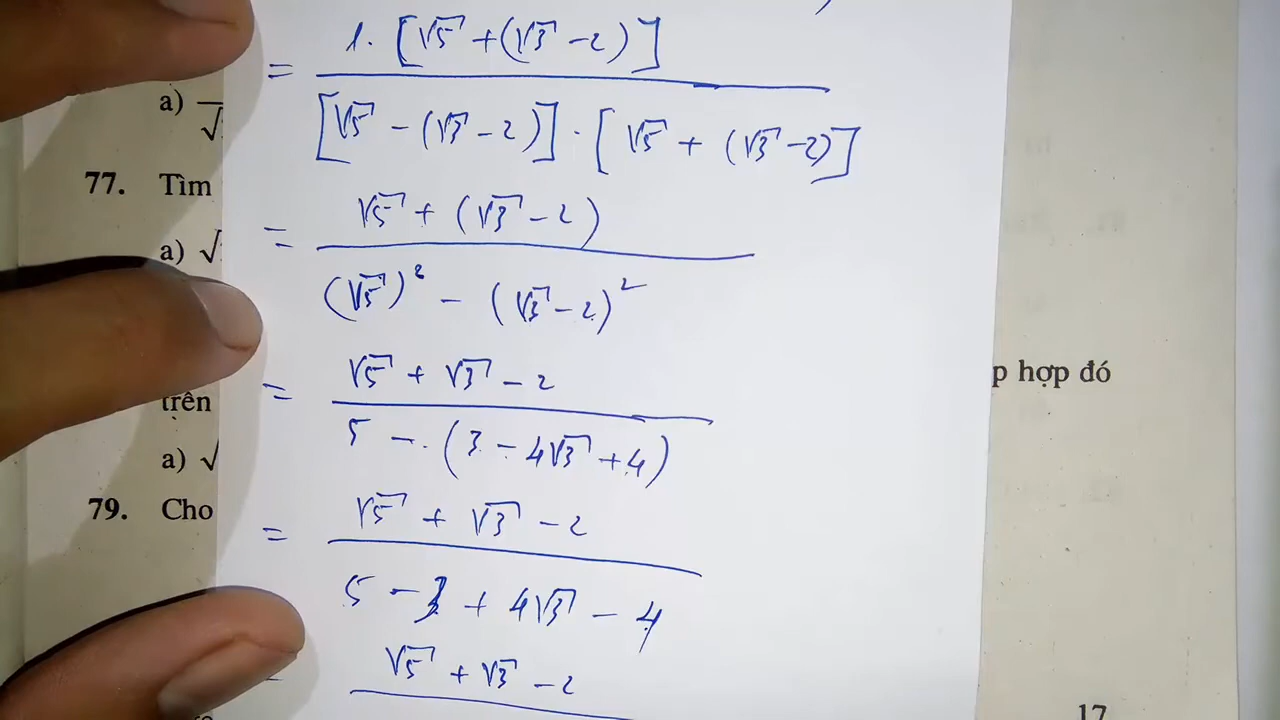 1. [√5 + (√3 - 2)]
=
[√5 - (√3 - 2)] . [√5 + (√3 - 2)]
√5 + (√3 - 2)
=
(√5)² - (√3 - 2)²
√5 + √3 - 2
=
5 - (3 - 4√3 + 4)
√5 + √3 - 2
=
5 - 3 + 4√3 - 4
√5 + √3 - 2
a) √
77. Tìm
a) √
trên
a) √
79. Cho
p hợp đó
17